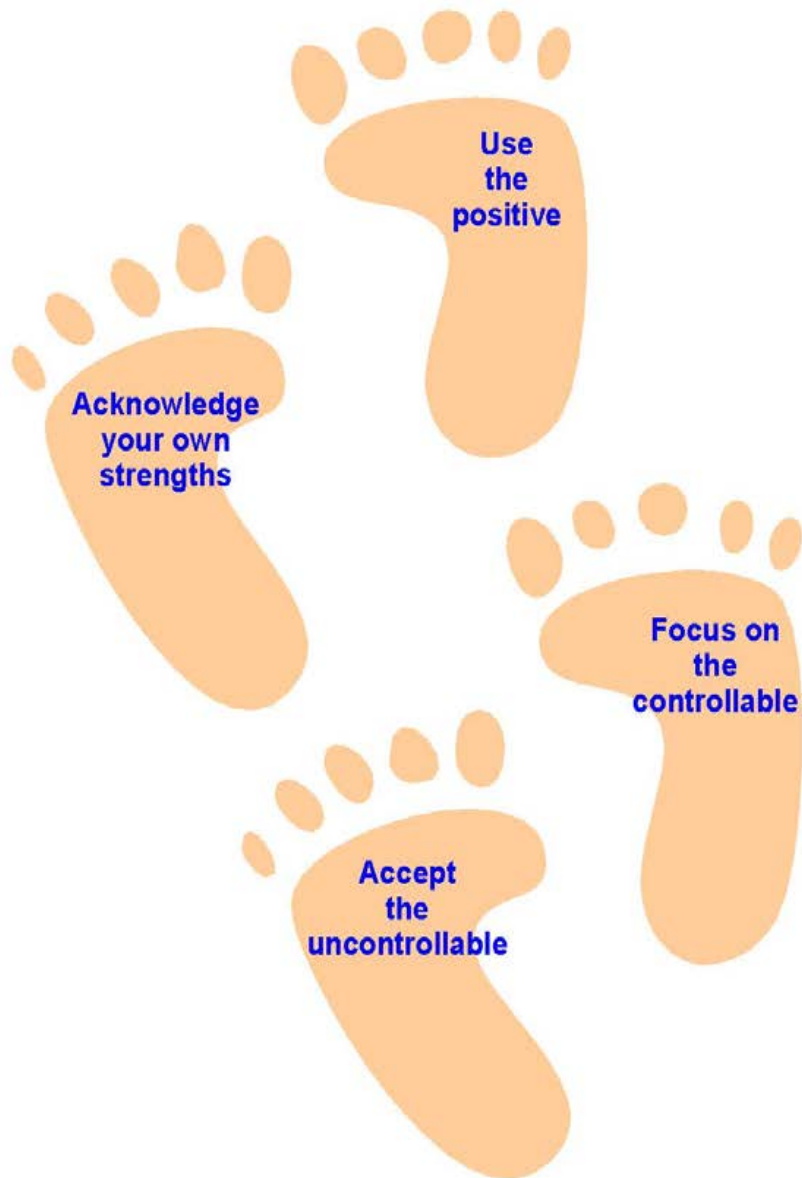 Use
the
positive
Acknowledge
your own
strengths
Focus on
the
controllable
Accept
the
uncontrollable